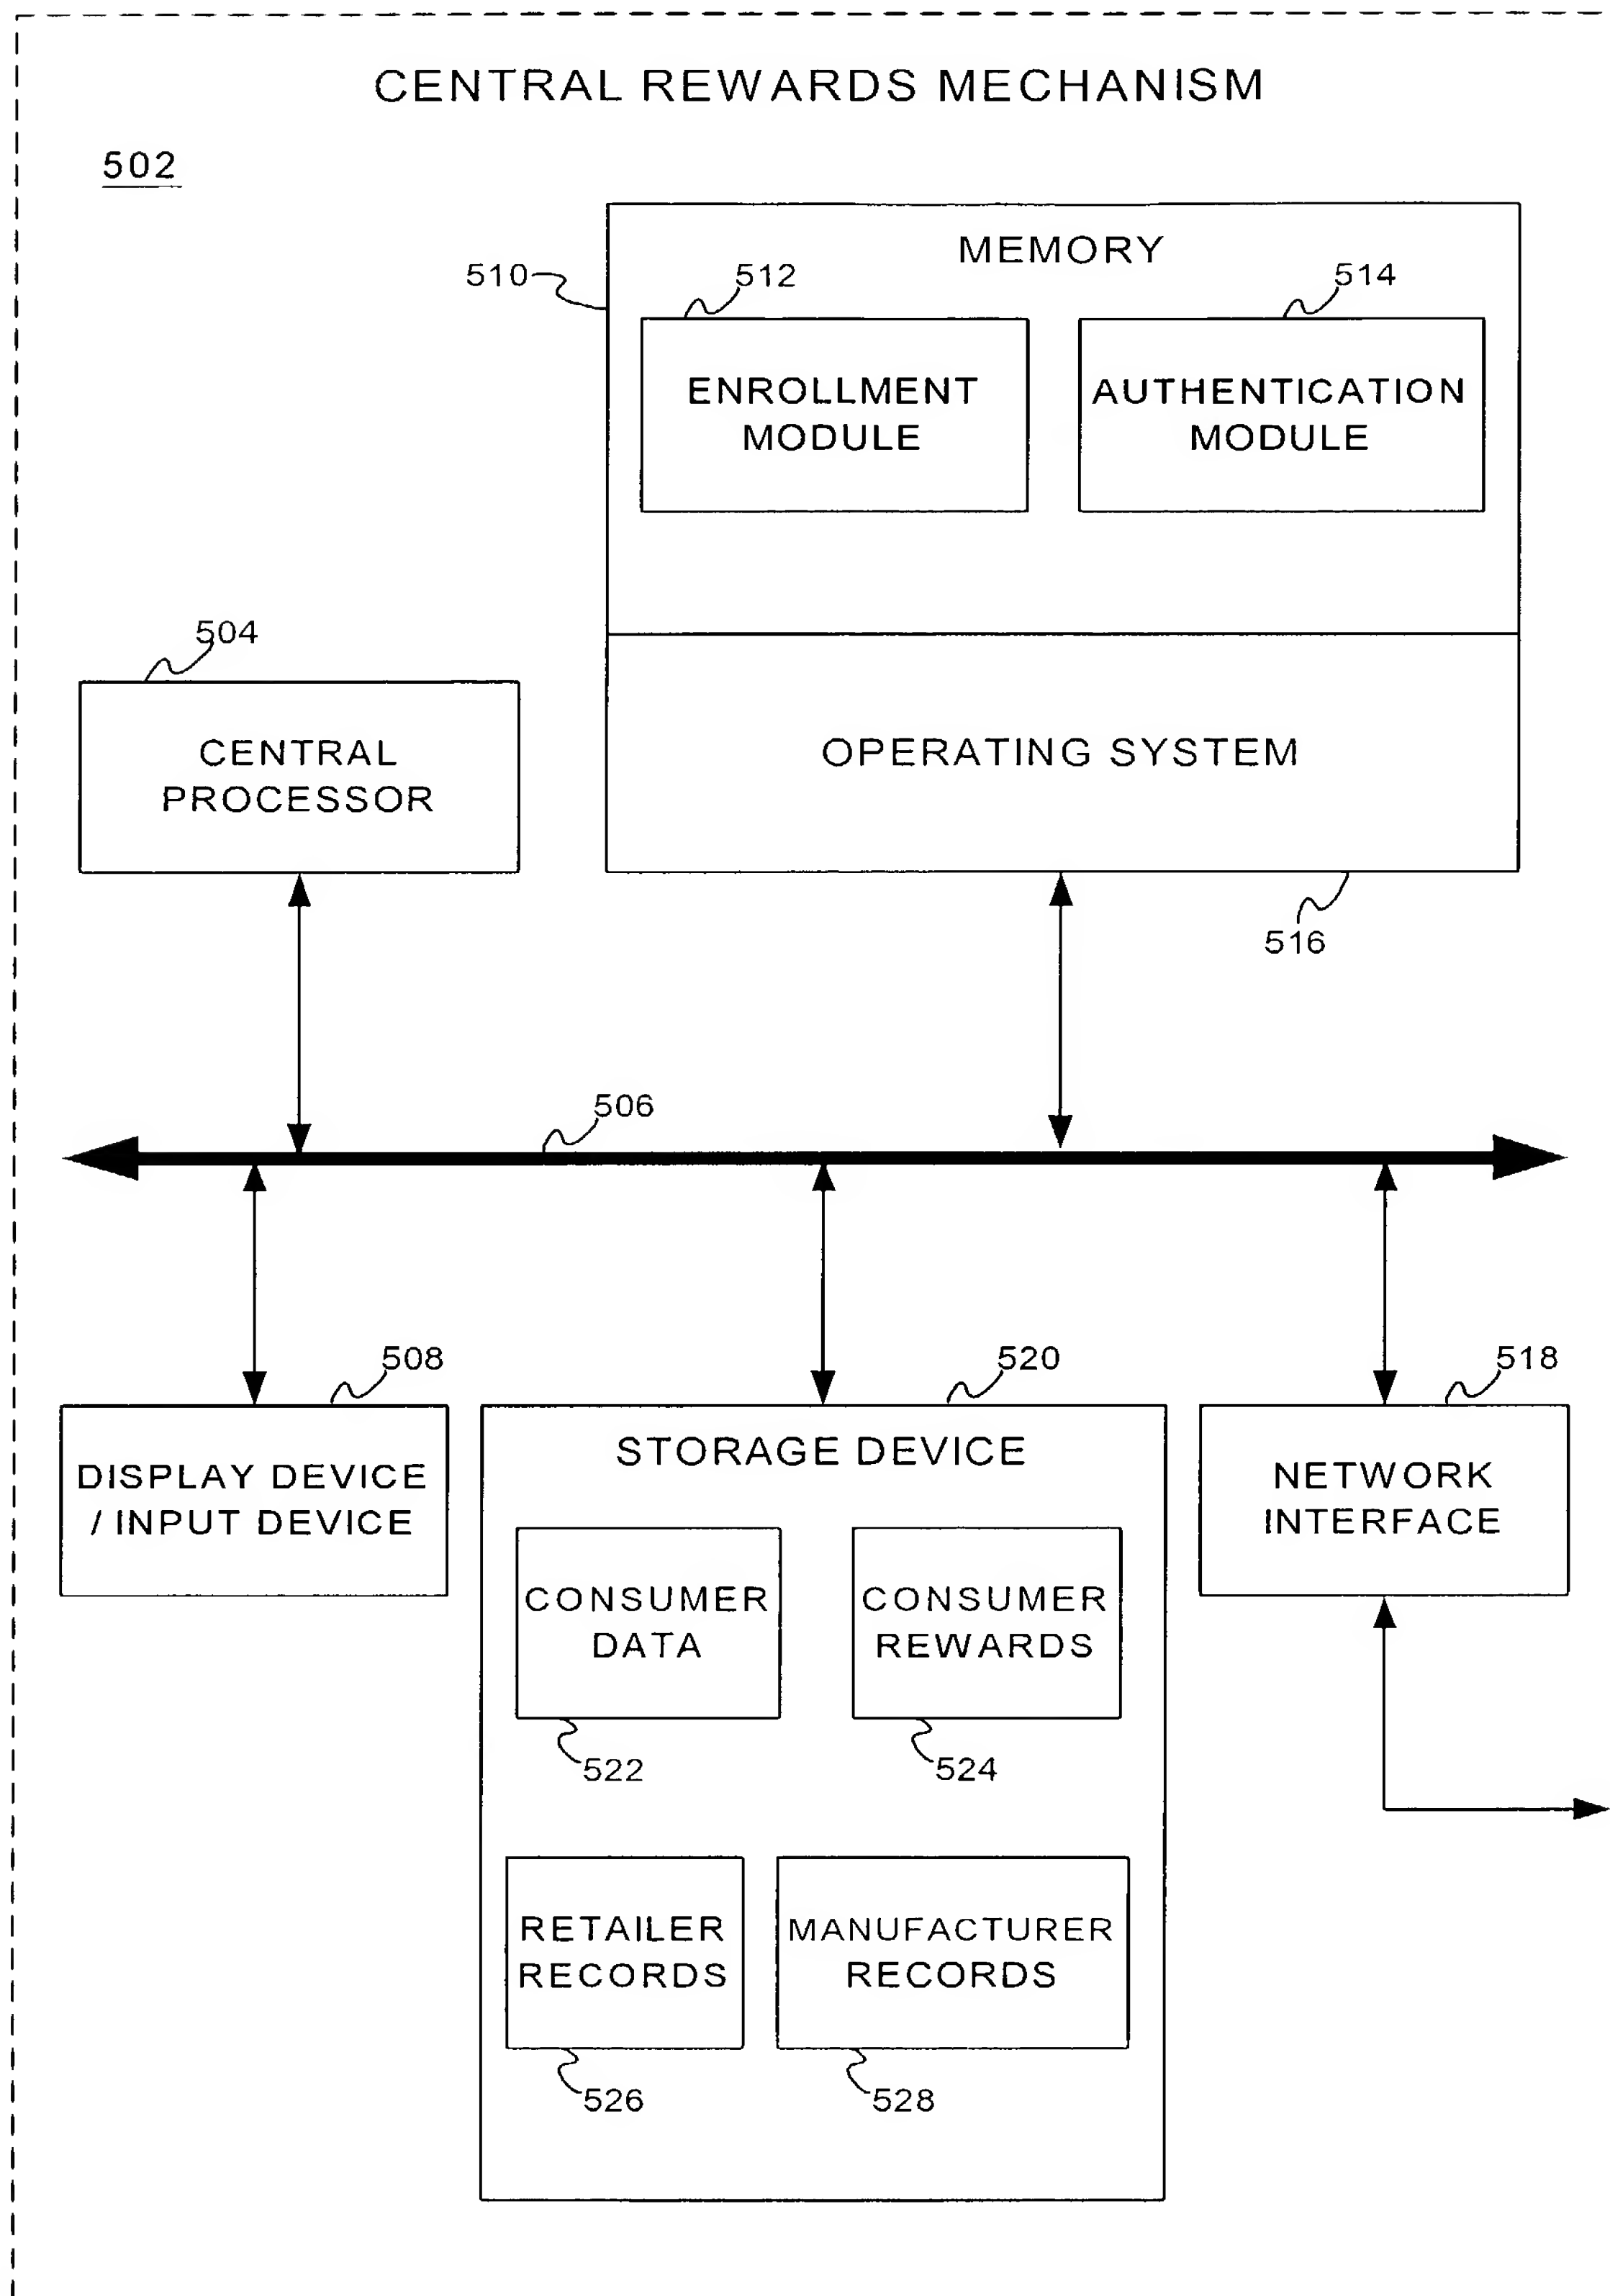 CENTRAL REWARDS MECHANISM
502
MEMORY
510
512
514
ENROLLMENT
MODULE
AUTHENTICATION
MODULE
504
CENTRAL
PROCESSOR
OPERATING SYSTEM
516
506
508
520
518
DISPLAY DEVICE
/ INPUT DEVICE
STORAGE DEVICE
NETWORK
INTERFACE
CONSUMER
DATA
CONSUMER
REWARDS
522
524
RETAILER
RECORDS
MANUFACTURER
RECORDS
526
528